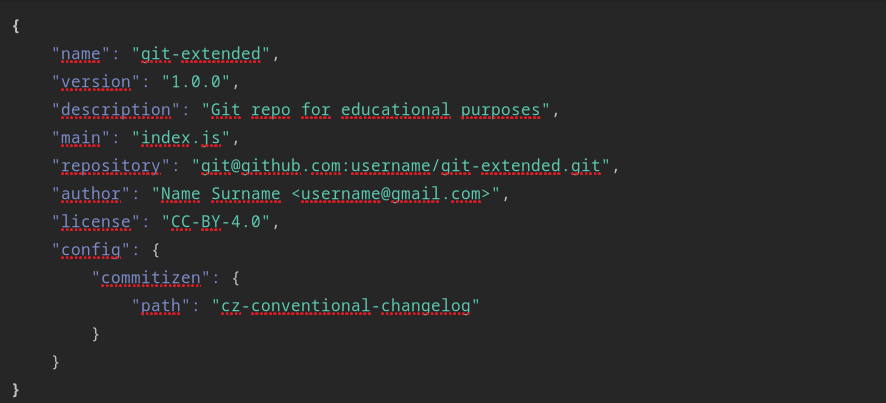 {
"name": "git-extended",
"version": "1.0.0",
"description": "Git repo for educational purposes",
"main": "index.js",
"repository": "git@github.com:username/git-extended.git",
"author": "Name Surname <username@gmail.com>",
"license": "CC-BY-4.0",
"config": {
"commitizen": {
"path": "cz-conventional-changelog"
}
}
}